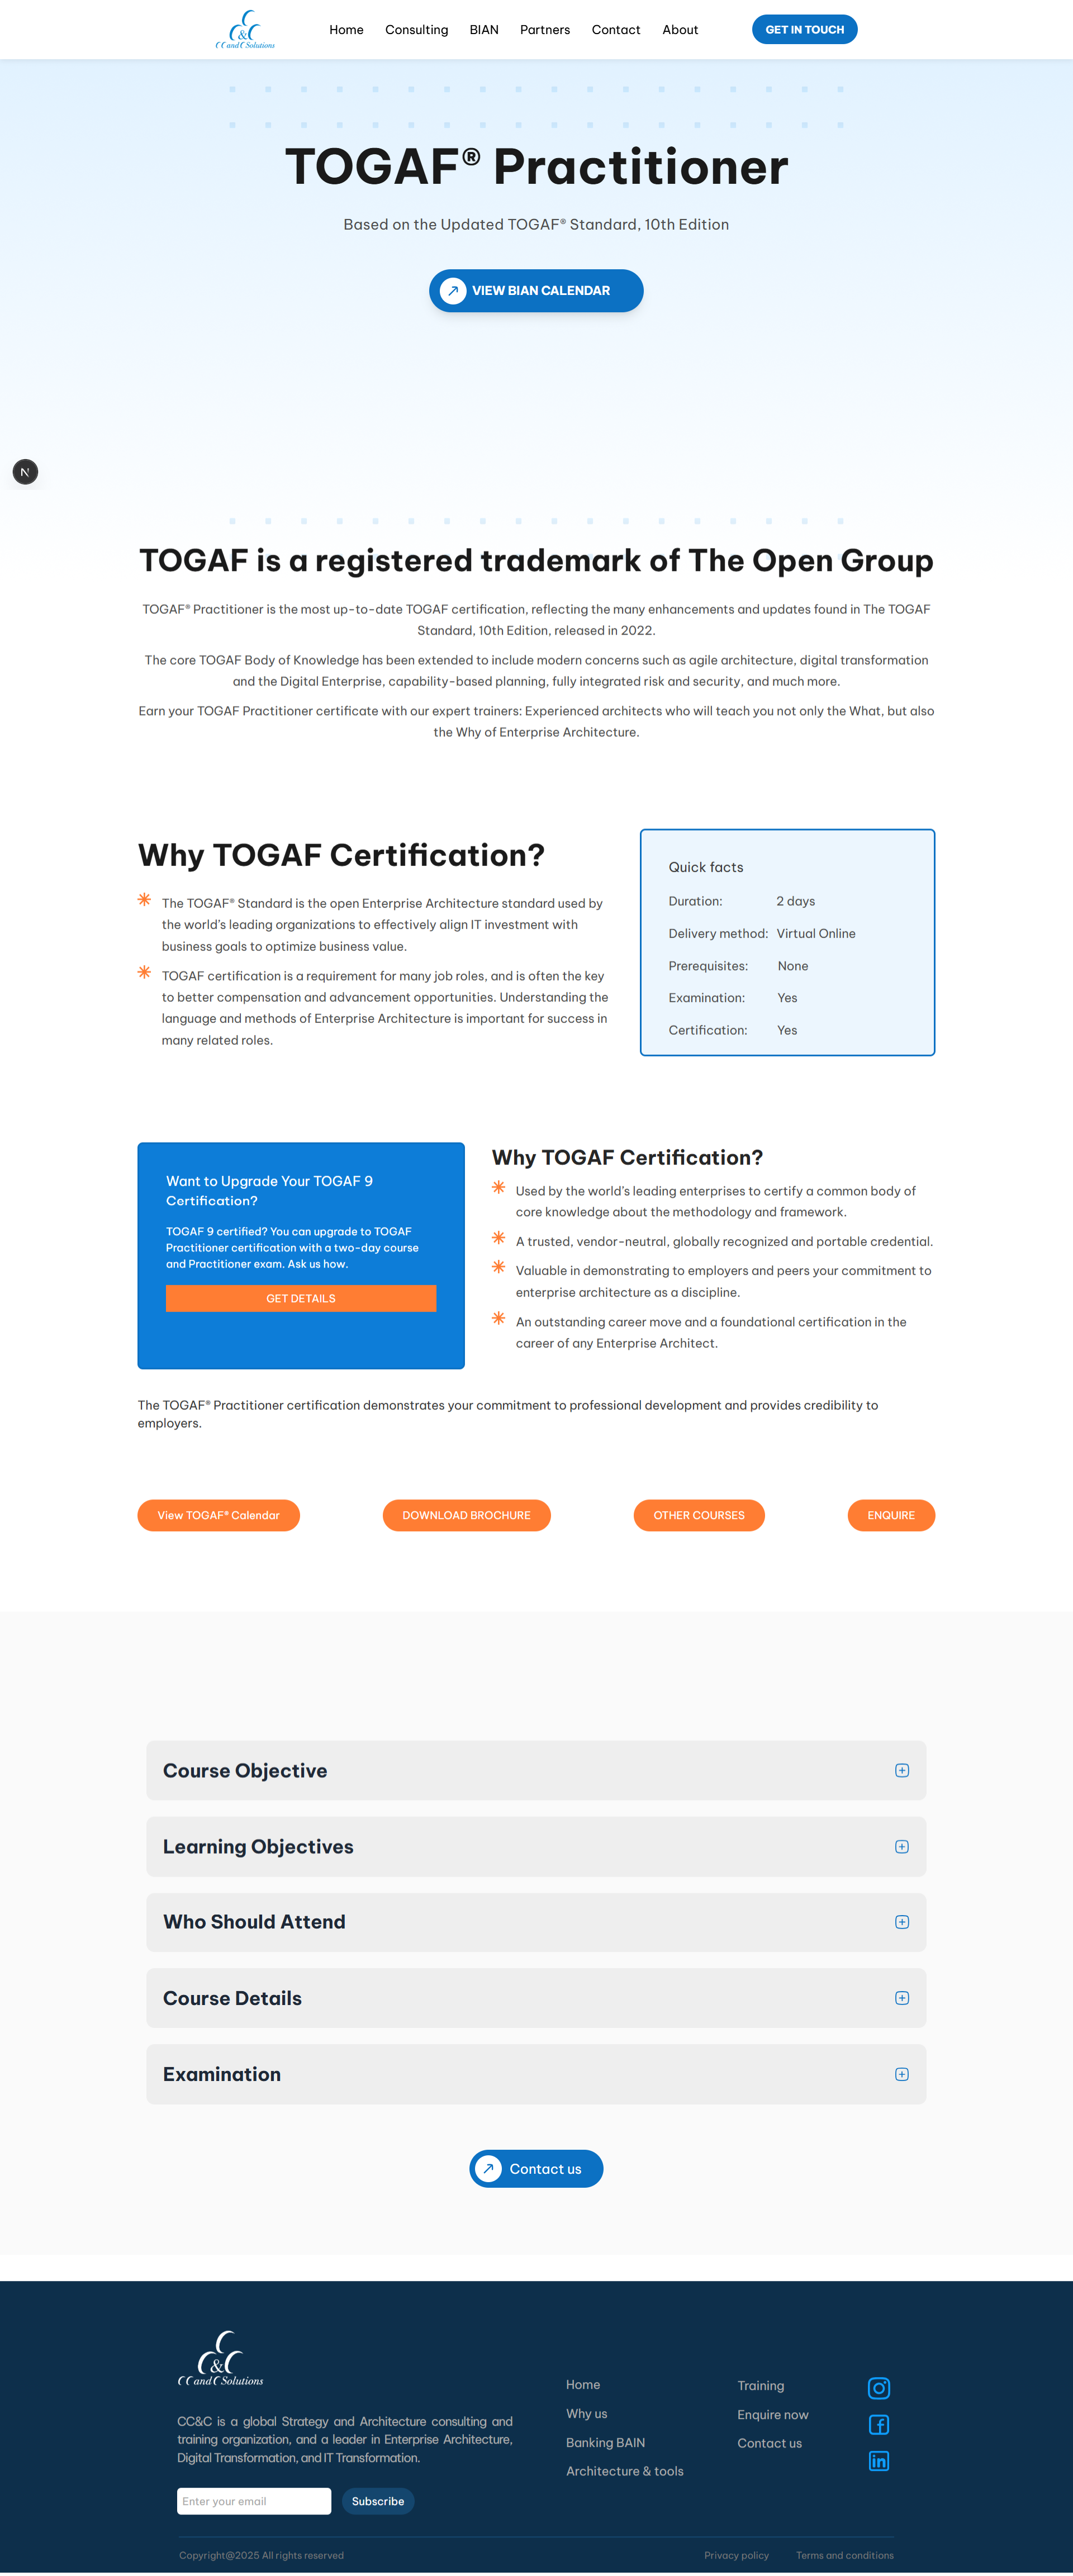 C&C
CC and C Solutions
Home
Consulting
BIAN
Partners
Contact
About
GET IN TOUCH
TOGAF® Practitioner
Based on the Updated TOGAF® Standard, 10th Edition
VIEW BIAN CALENDAR
N
TOGAF is a registered trademark of The Open Group
TOGAF® Practitioner is the most up-to-date TOGAF certification, reflecting the many enhancements and updates found in The TOGAF
Standard, 10th Edition, released in 2022.
The core TOGAF Body of Knowledge has been extended to include modern concerns such as agile architecture, digital transformation
and the Digital Enterprise, capability-based planning, fully integrated risk and security, and much more.
Earn your TOGAF Practitioner certificate with our expert trainers: Experienced architects who will teach you not only the What, but also
the Why of Enterprise Architecture.
Why TOGAF Certification?
The TOGAF® Standard is the open Enterprise Architecture standard used by
the world’s leading organizations to effectively align IT investment with
business goals to optimize business value.
TOGAF certification is a requirement for many job roles, and is often the key
to better compensation and advancement opportunities. Understanding the
language and methods of Enterprise Architecture is important for success in
many related roles.
Quick facts
Duration: 2 days
Delivery method: Virtual Online
Prerequisites: None
Examination: Yes
Certification: Yes
Want to Upgrade Your TOGAF 9
Certification?
TOGAF 9 certified? You can upgrade to TOGAF
Practitioner certification with a two-day course
and Practitioner exam. Ask us how.
GET DETAILS
Why TOGAF Certification?
Used by the world’s leading enterprises to certify a common body of
core knowledge about the methodology and framework.
A trusted, vendor-neutral, globally recognized and portable credential.
Valuable in demonstrating to employers and peers your commitment to
enterprise architecture as a discipline.
An outstanding career move and a foundational certification in the
career of any Enterprise Architect.
The TOGAF® Practitioner certification demonstrates your commitment to professional development and provides credibility to
employers.
View TOGAF® Calendar
DOWNLOAD BROCHURE
OTHER COURSES
ENQUIRE
Course Objective
Learning Objectives
Who Should Attend
Course Details
Examination
Contact us
C&C
CC and C Solutions
CC&C is a global Strategy and Architecture consulting and
training organization, and a leader in Enterprise Architecture,
Digital Transformation, and IT Transformation.
Enter your email
Subscribe
Home
Why us
Banking BAIN
Architecture & tools
Training
Enquire now
Contact us
in
Copyright@2025 All rights reserved
Privacy policy
Terms and conditions